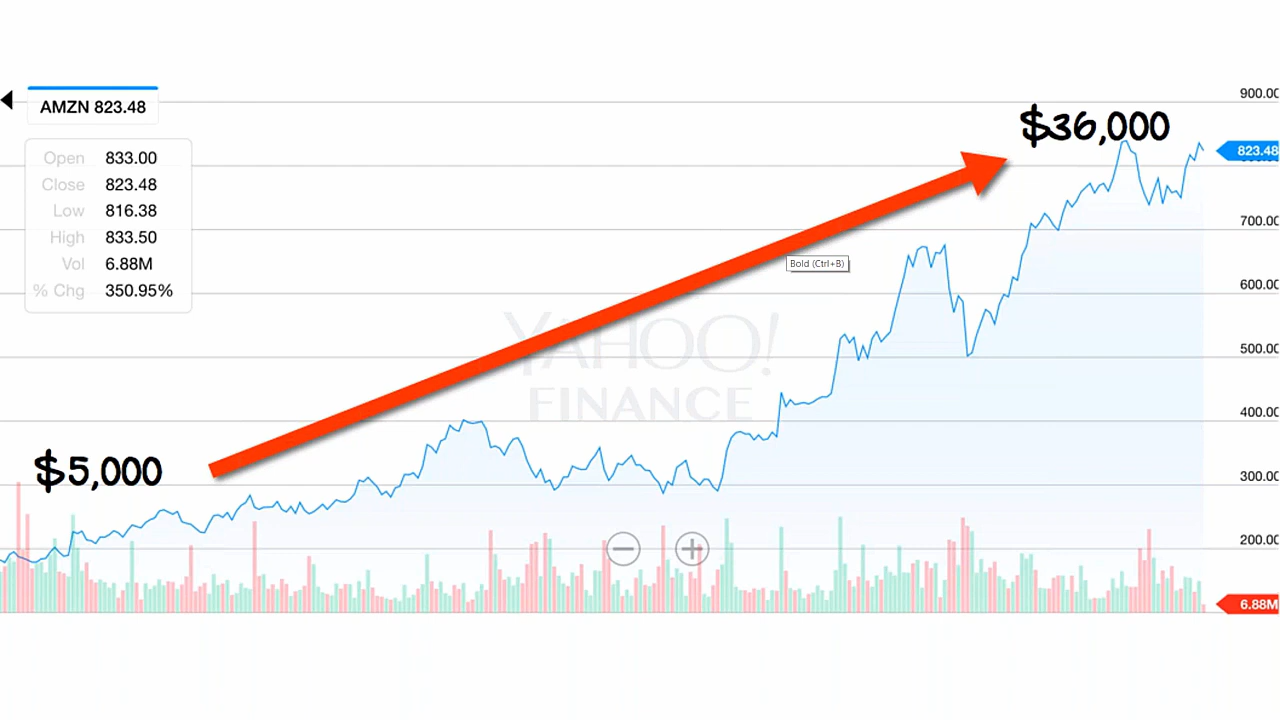 900.00
AMZN 823.48
$36,000
Open 833.00
823.48
Close 823.48
Low 816.38
700.00
High 833.50
Vol 6.88M
Bold (Ctrl+B)
% Chg 350.95%
600.00
YAHOO!
500.00
FINANCE
400.00
$5,000
300.00
200.00
6.88M